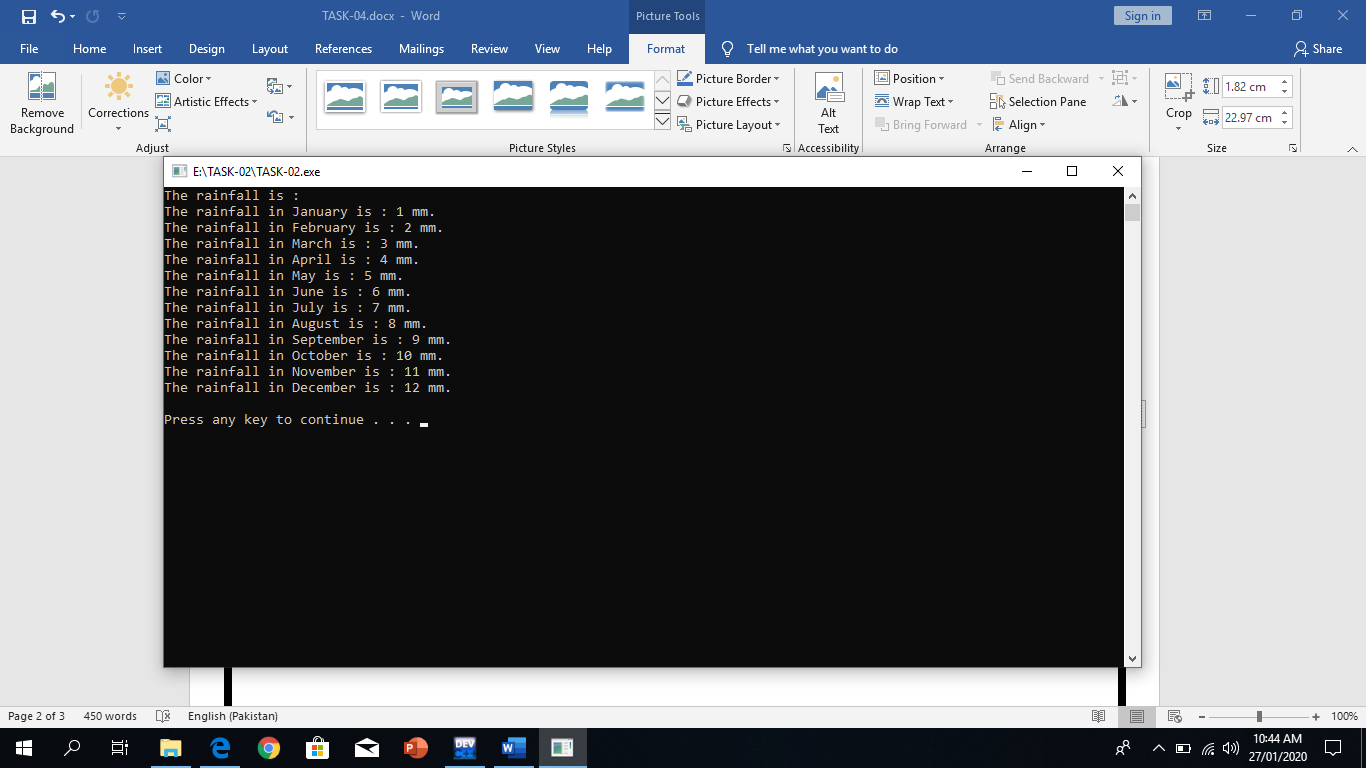 TASK-04.docx - Word
Picture Tools
Sign in
File Home Insert Design Layout References Mailings Review View Help Format Tell me what you want to do Share
Remove Background
Corrections
Color
Artistic Effects
Adjust
Picture Styles
Picture Border
Picture Effects
Picture Layout
Alt Text
Accessibility
Position
Wrap Text
Bring Forward
Send Backward
Selection Pane
Align
Arrange
Crop
1.82 cm
22.97 cm
Size
E:\TASK-02\TASK-02.exe
The rainfall is :
The rainfall in January is : 1 mm.
The rainfall in February is : 2 mm.
The rainfall in March is : 3 mm.
The rainfall in April is : 4 mm.
The rainfall in May is : 5 mm.
The rainfall in June is : 6 mm.
The rainfall in July is : 7 mm.
The rainfall in August is : 8 mm.
The rainfall in September is : 9 mm.
The rainfall in October is : 10 mm.
The rainfall in November is : 11 mm.
The rainfall in December is : 12 mm.
Press any key to continue . . .
Page 2 of 3 450 words English (Pakistan) 100%
DEV
10:44 AM
27/01/2020